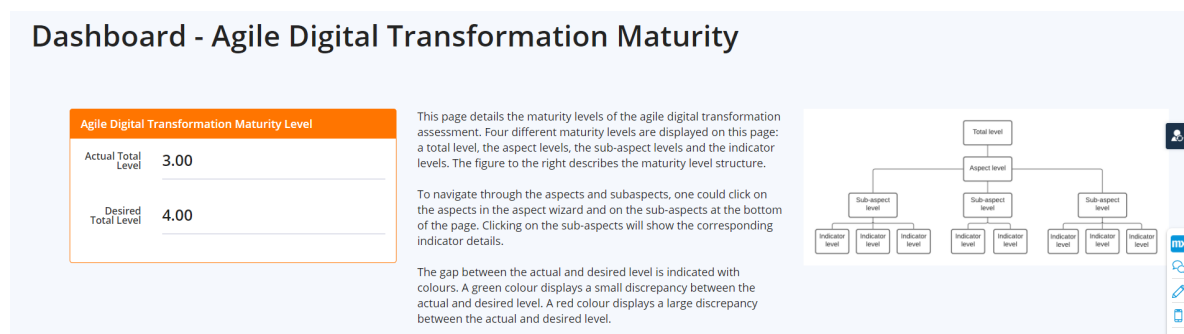 Dashboard - Agile Digital Transformation Maturity
Agile Digital Transformation Maturity Level
Actual Total
Level
3.00
Desired
Total Level
4.00
This page details the maturity levels of the agile digital transformation
assessment. Four different maturity levels are displayed on this page:
a total level, the aspect levels, the sub-aspect levels and the indicator
levels. The figure to the right describes the maturity level structure.
To navigate through the aspects and subaspects, one could click on
the aspects in the aspect wizard and on the sub-aspects at the bottom
of the page. Clicking on the sub-aspects will show the corresponding
indicator details.
The gap between the actual and desired level is indicated with
colours. A green colour displays a small discrepancy between the
actual and desired level. A red colour displays a large discrepancy
between the actual and desired level.
Total level
Aspect level
Sub-aspect
level
Sub-aspect
level
Sub-aspect
level
Indicator
level
Indicator
level
Indicator
level
Indicator
level
Indicator
level
Indicator
level
Indicator
level
Indicator
level
mx